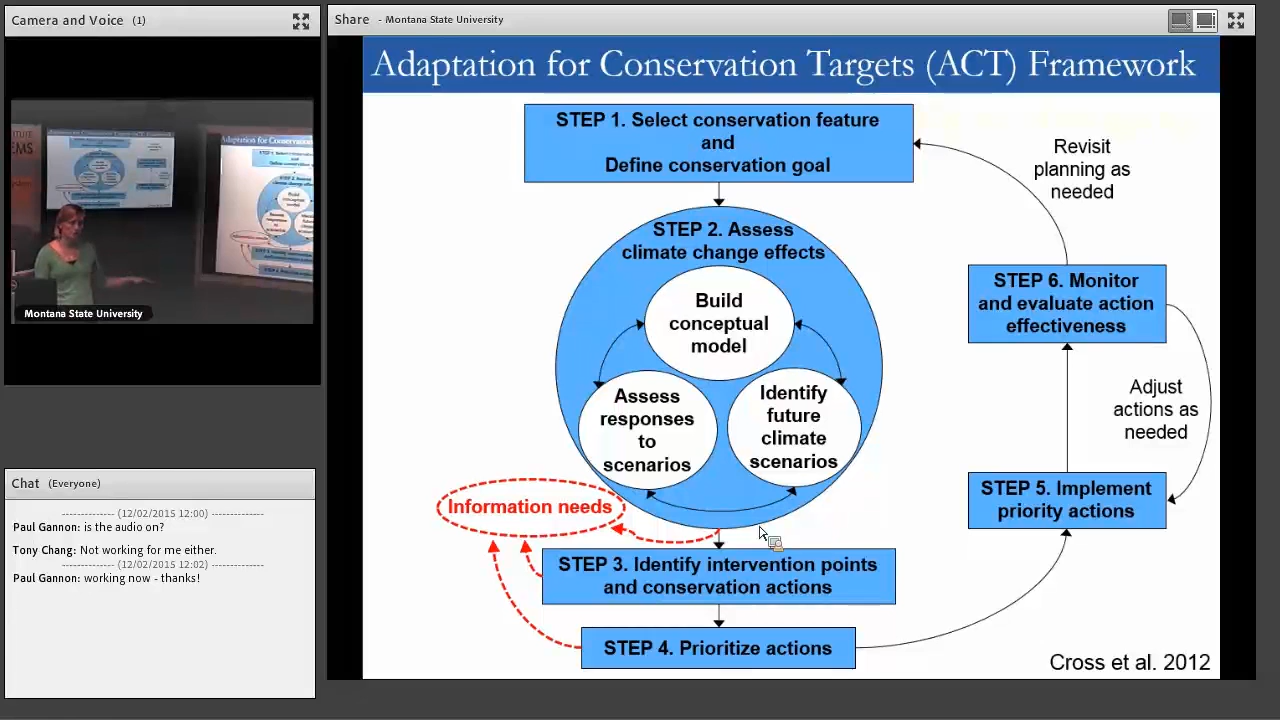 Camera and Voice (1)
Montana State University
Chat (Everyone)
------------------- (12/02/2015 12:00) --------------------
Paul Gannon: is the audio on?
Tony Chang: Not working for me either.
------------------- (12/02/2015 12:02) --------------------
Paul Gannon: working now - thanks!
Share - Montana State University
Adaptation for Conservation Targets (ACT) Framework
STEP 1. Select conservation feature
and
Define conservation goal
STEP 2. Assess
climate change effects
Build
conceptual
model
Assess
responses
to
scenarios
Identify
future
climate
scenarios
Information needs
STEP 3. Identify intervention points
and conservation actions
STEP 4. Prioritize actions
STEP 5. Implement
priority actions
Adjust
actions as
needed
STEP 6. Monitor
and evaluate action
effectiveness
Revisit
planning as
needed
Cross et al. 2012